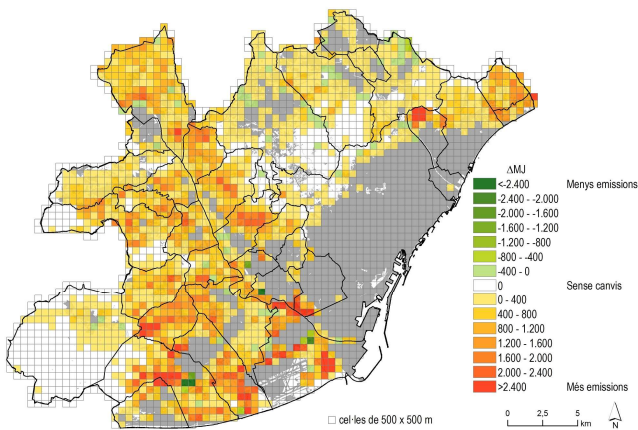 ΔMJ
<-2.400 Menys emissions
-2.400 - -2.000
-2.000 - -1.600
-1.600 - -1.200
-1.200 - -800
-800 - -400
-400 - 0
0 Sense canvis
0 - 400
400 - 800
800 - 1.200
1.200 - 1.600
1.600 - 2.000
2.000 - 2.400
>2.400 Més emissions
cel·les de 500 x 500 m
0 2,5 5
km
N